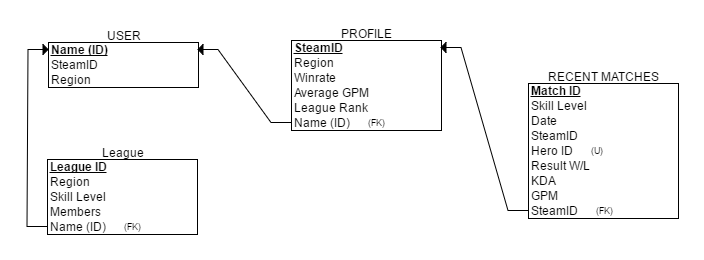 USER
Name (ID)
SteamID
Region
PROFILE
SteamID
Region
Winrate
Average GPM
League Rank
Name (ID) (FK)
RECENT MATCHES
Match ID
Skill Level
Date
SteamID
Hero ID (U)
Result W/L
KDA
GPM
SteamID (FK)
League
League ID
Region
Skill Level
Members
Name (ID) (FK)